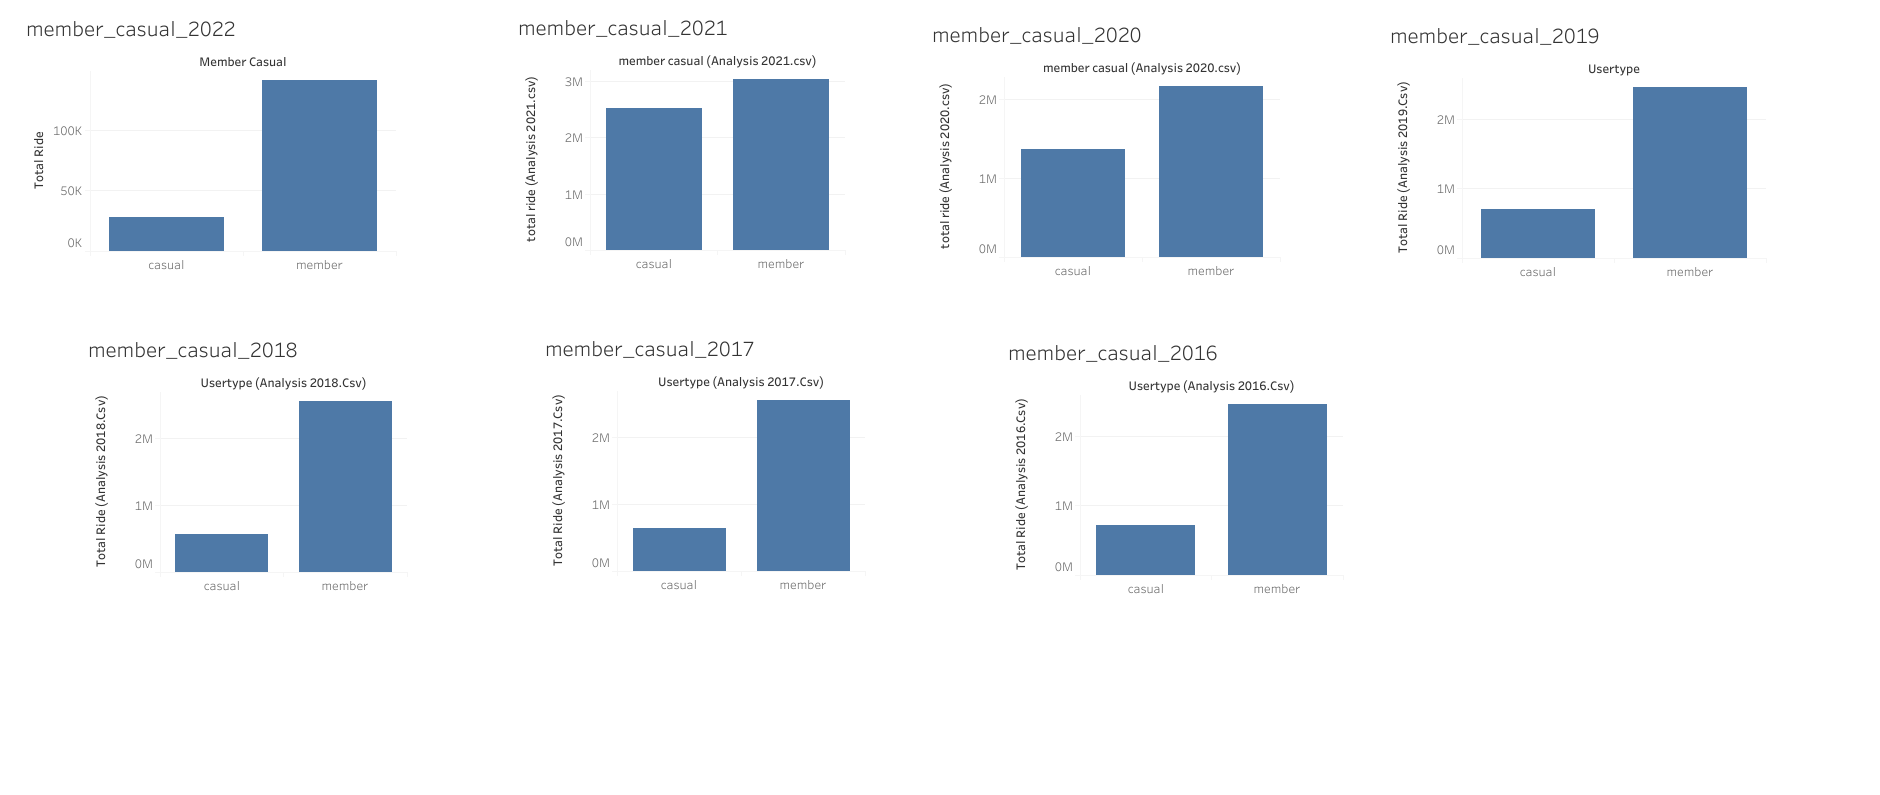 member_casual_2022
Member Casual
Total Ride
100K
50K
0K
casual
member
member_casual_2021
member casual (Analysis 2021.csv)
total ride (Analysis 2021.csv)
3M
2M
1M
0M
casual
member
member_casual_2020
member casual (Analysis 2020.csv)
total ride (Analysis 2020.csv)
2M
1M
0M
casual
member
member_casual_2019
Usertype
Total Ride (Analysis 2019.Csv)
2M
1M
0M
casual
member
member_casual_2018
Usertype (Analysis 2018.Csv)
Total Ride (Analysis 2018.Csv)
2M
1M
0M
casual
member
member_casual_2017
Usertype (Analysis 2017.Csv)
Total Ride (Analysis 2017.Csv)
2M
1M
0M
casual
member
member_casual_2016
Usertype (Analysis 2016.Csv)
Total Ride (Analysis 2016.Csv)
2M
1M
0M
casual
member